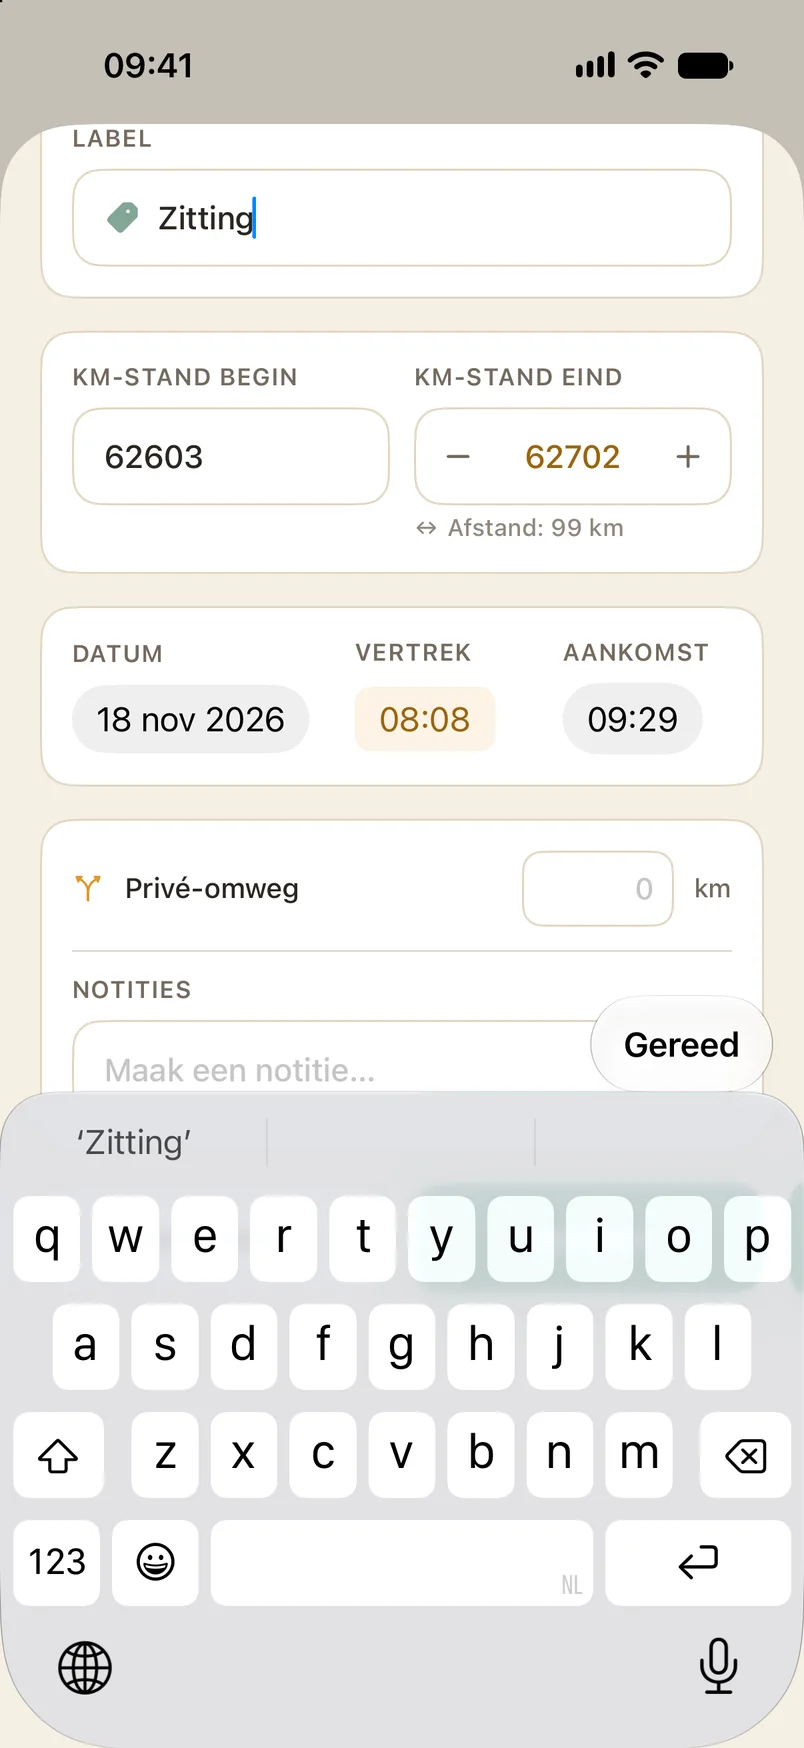 09:41
LABEL
Zitting
KM-STAND BEGIN
KM-STAND EIND
62603
− 62702 +
↔ Afstand: 99 km
DATUM
VERTREK
AANKOMST
18 nov 2026
08:08
09:29
Privé-omweg
0
km
NOTITIES
Maak een notitie...
Gereed
‘Zitting’
q w e r t y u i o p
a s d f g h j k l
z x c v b n m
123
NL